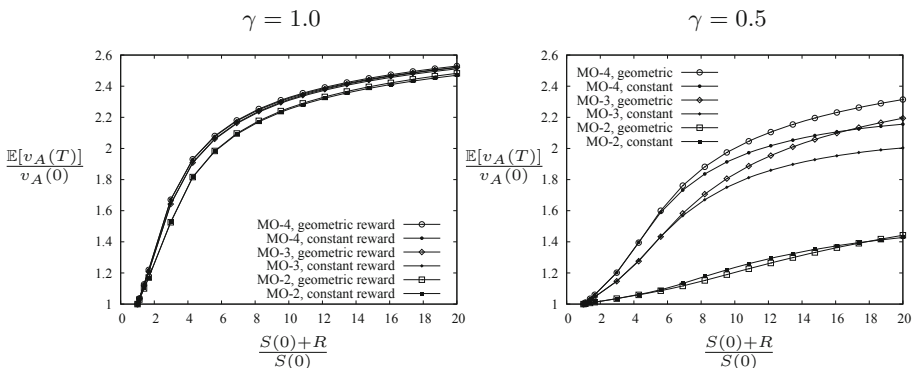 γ = 1.0
𝔼[v_A(T)]
v_A(0)
2.6
2.4
2.2
2
1.8
1.6
1.4
1.2
1
MO-4, geometric reward
MO-4, constant reward
MO-3, geometric reward
MO-3, constant reward
MO-2, geometric reward
MO-2, constant reward
0 2 4 6 8 10 12 14 16 18 20
S(0)+R
S(0)
γ = 0.5
𝔼[v_A(T)]
v_A(0)
2.6
2.4
2.2
2
1.8
1.6
1.4
1.2
1
MO-4, geometric
MO-4, constant
MO-3, geometric
MO-3, constant
MO-2, geometric
MO-2, constant
0 2 4 6 8 10 12 14 16 18 20
S(0)+R
S(0)